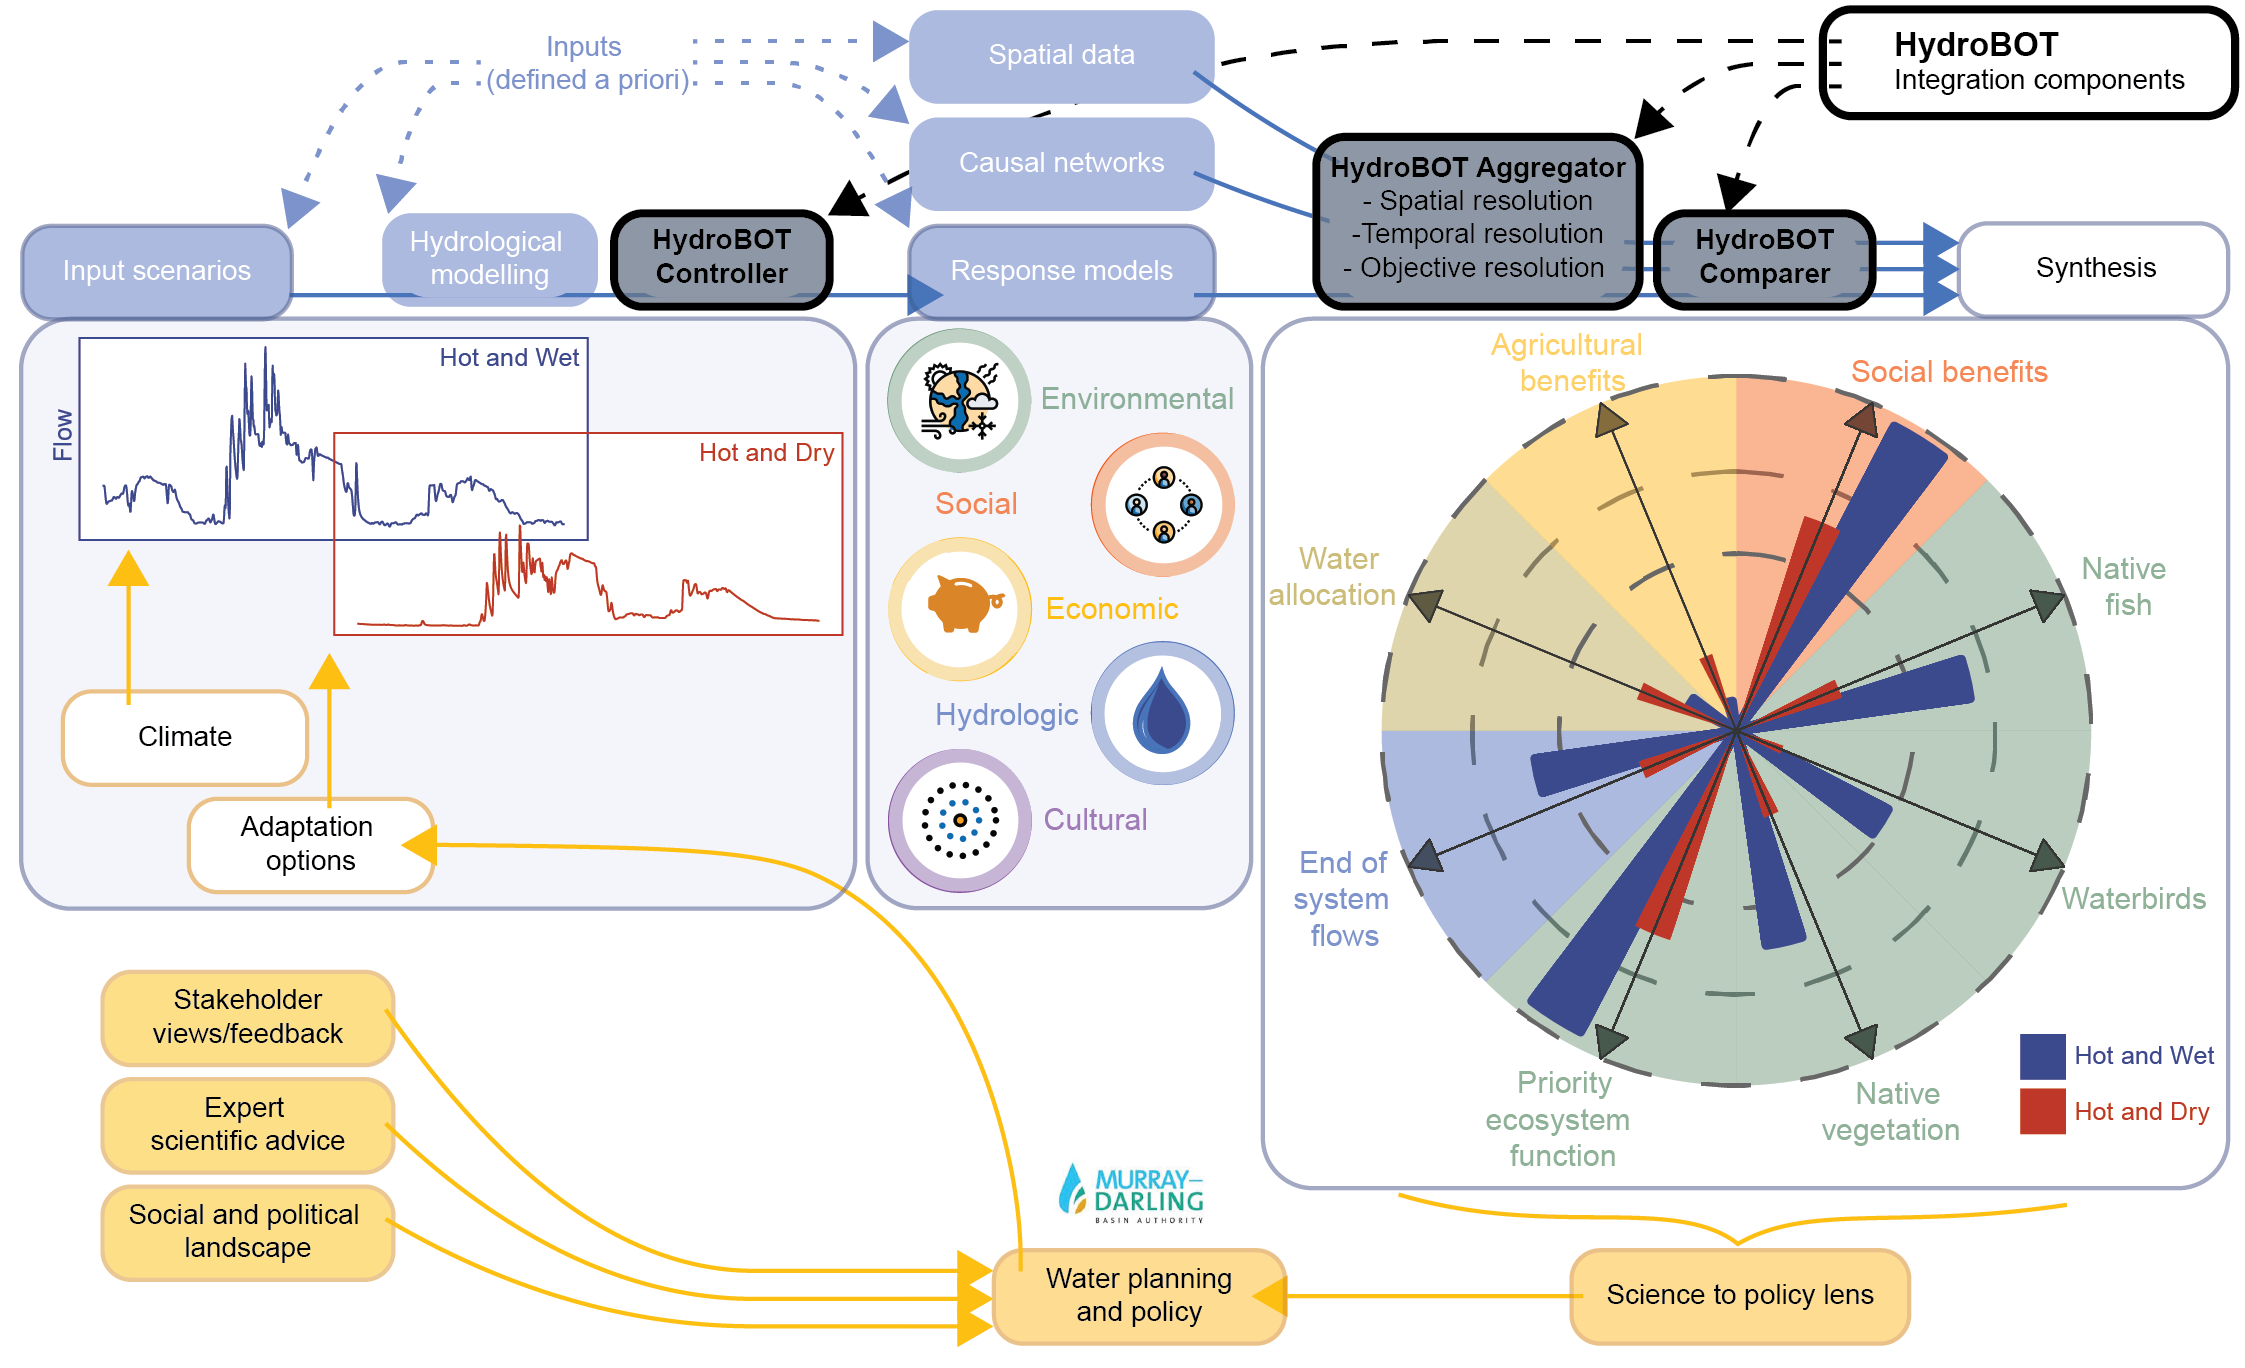 Inputs
(defined a priori)
Spatial data
HydroBOT
Integration components
Causal networks
HydroBOT Aggregator
- Spatial resolution
-Temporal resolution
- Objective resolution
Input scenarios
Hydrological
modelling
HydroBOT
Controller
Response models
HydroBOT
Comparer
Synthesis
Flow
Hot and Wet
Hot and Dry
Climate
Adaptation
options
Environmental
Social
Economic
Hydrologic
Cultural
Agricultural
benefits
Social benefits
Water
allocation
Native
fish
End of
system
flows
Waterbirds
Priority
ecosystem
function
Native
vegetation
Hot and Wet
Hot and Dry
Stakeholder
views/feedback
Expert
scientific advice
Social and political
landscape
MURRAY–
DARLING
BASIN AUTHORITY
Water planning
and policy
Science to policy lens